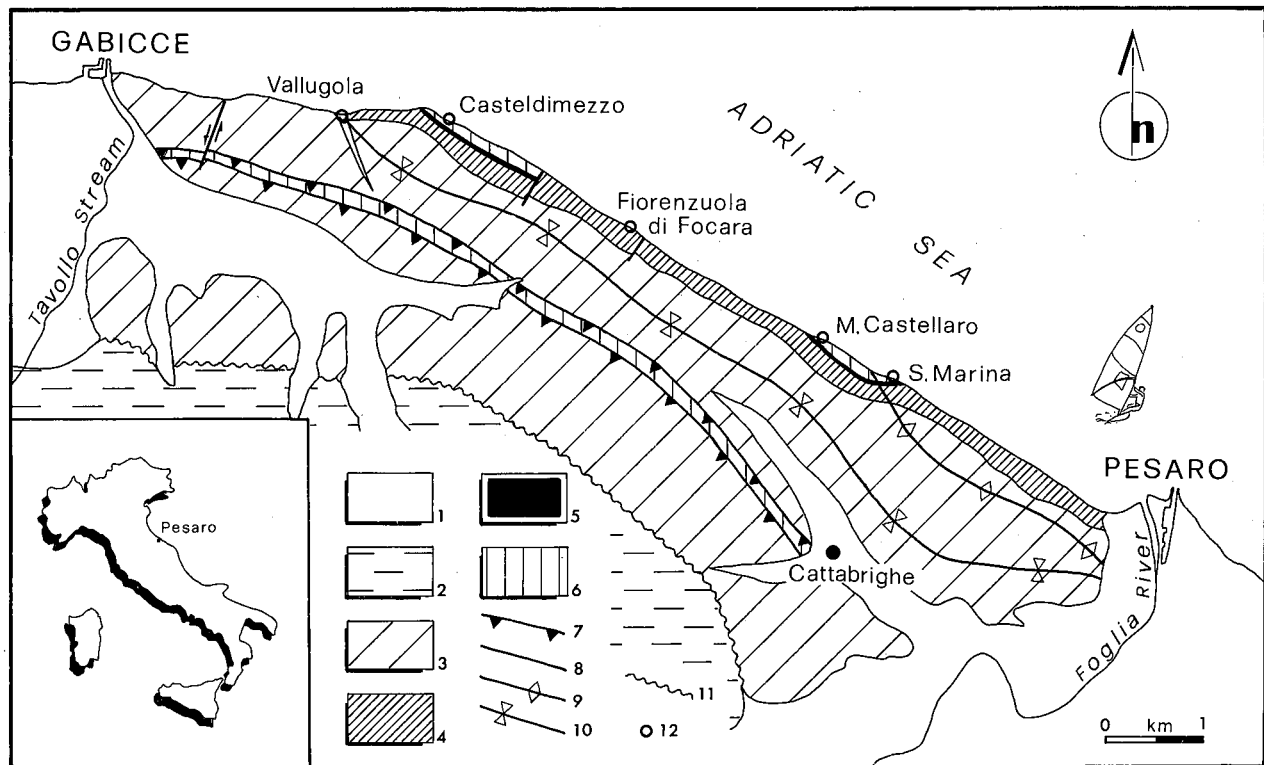 GABICCE
Vallugola
Casteldimezzo
ADRIATIC
SEA
n
Tavollo stream
Fiorenzuola
di Focara
M. Castellaro
S. Marina
PESARO
Cattabrighe
Foglia River
Pesaro
1
2
3
4
5
6
7
8
9
10
11
12
0 km 1